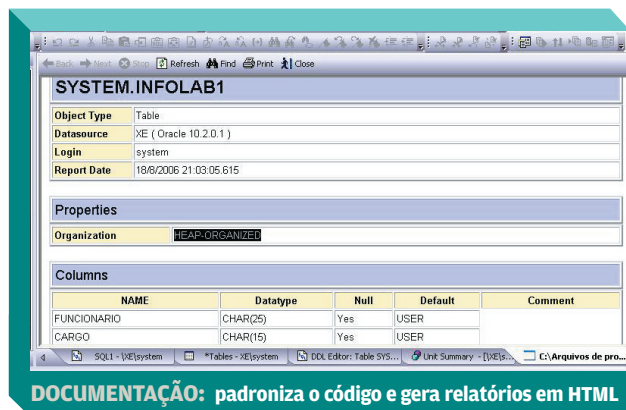 Back Next Stop Refresh Find Print Close
SYSTEM.INFOLAB1
Object Type Table
Datasource XE ( Oracle 10.2.0.1 )
Login system
Report Date 18/8/2006 21:03:05.615
Properties
Organization HEAP-ORGANIZED
Columns
NAME Datatype Null Default Comment
FUNCIONARIO CHAR(25) Yes USER
CARGO CHAR(15) Yes USER
SQL1 - \XE\system *Tables - XE\system DDL Editor: Table SYS... Unit Summary - [\XE\s... C:\Arquivos de pro...
DOCUMENTAÇÃO: padroniza o código e gera relatórios em HTML